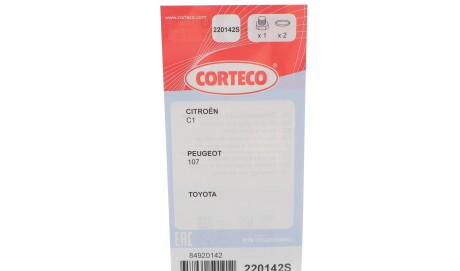 www.corteco.com
220142S
x 1
x 2
CORTECO
CITROËN
C1
PEUGEOT
107
TOYOTA
EAC
84920142
220142S